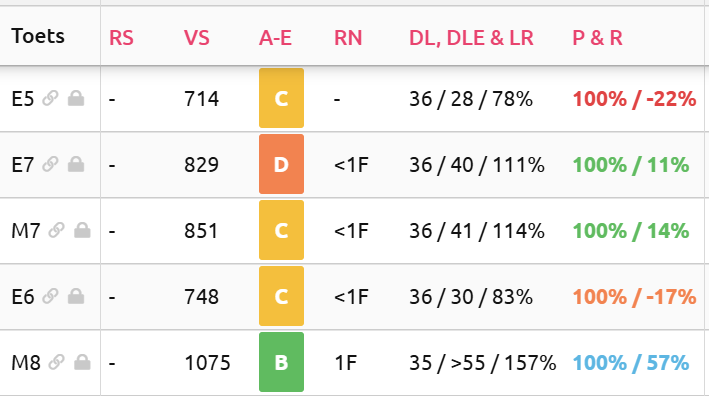 Toets RS VS A-E RN DL, DLE & LR P & R
E5 - 714 C - 36 / 28 / 78% 100% / -22%
E7 - 829 D <1F 36 / 40 / 111% 100% / 11%
M7 - 851 C <1F 36 / 41 / 114% 100% / 14%
E6 - 748 C <1F 36 / 30 / 83% 100% / -17%
M8 - 1075 B 1F 35 / >55 / 157% 100% / 57%